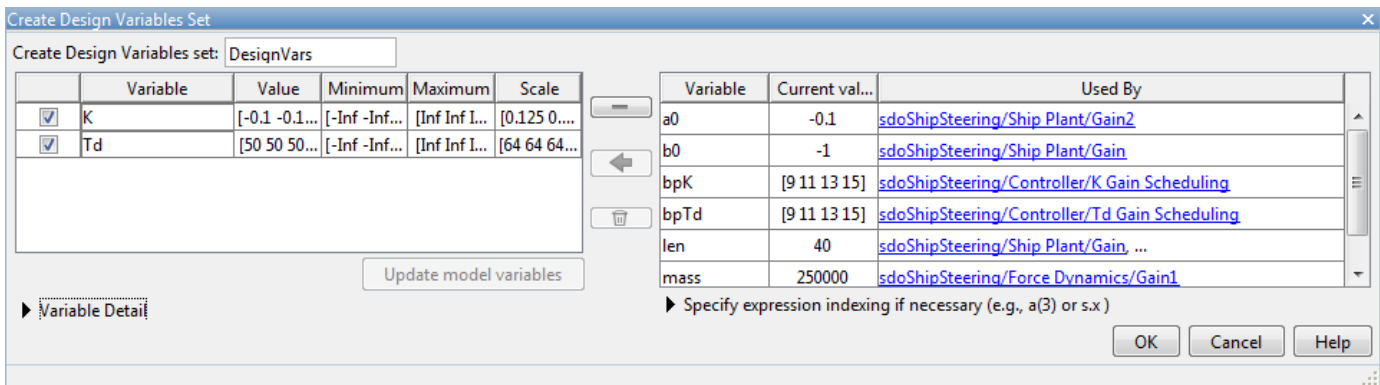 Create Design Variables Set
Create Design Variables set: DesignVars
Variable Value Minimum Maximum Scale
K [-0.1 -0.1... [-Inf -Inf... [Inf Inf I... [0.125 0....
Td [50 50 50... [-Inf -Inf... [Inf Inf I... [64 64 64...
Update model variables
Variable Detail
Variable Current val... Used By
a0 -0.1 sdoShipSteering/Ship Plant/Gain2
b0 -1 sdoShipSteering/Ship Plant/Gain
bpK [9 11 13 15] sdoShipSteering/Controller/K Gain Scheduling
bpTd [9 11 13 15] sdoShipSteering/Controller/Td Gain Scheduling
len 40 sdoShipSteering/Ship Plant/Gain, ...
mass 250000 sdoShipSteering/Force Dynamics/Gain1
Specify expression indexing if necessary (e.g., a(3) or s.x )
OK Cancel Help